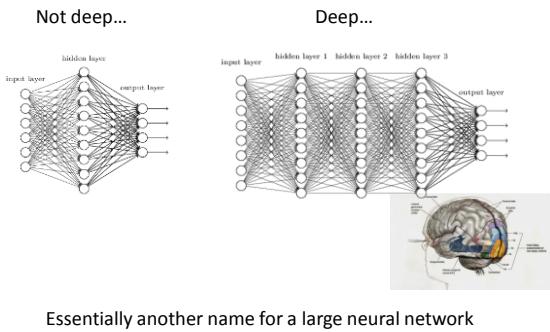 Not deep…
Deep…
hidden layer
input layer
output layer
input layer
hidden layer 1
hidden layer 2
hidden layer 3
output layer
Essentially another name for a large neural network